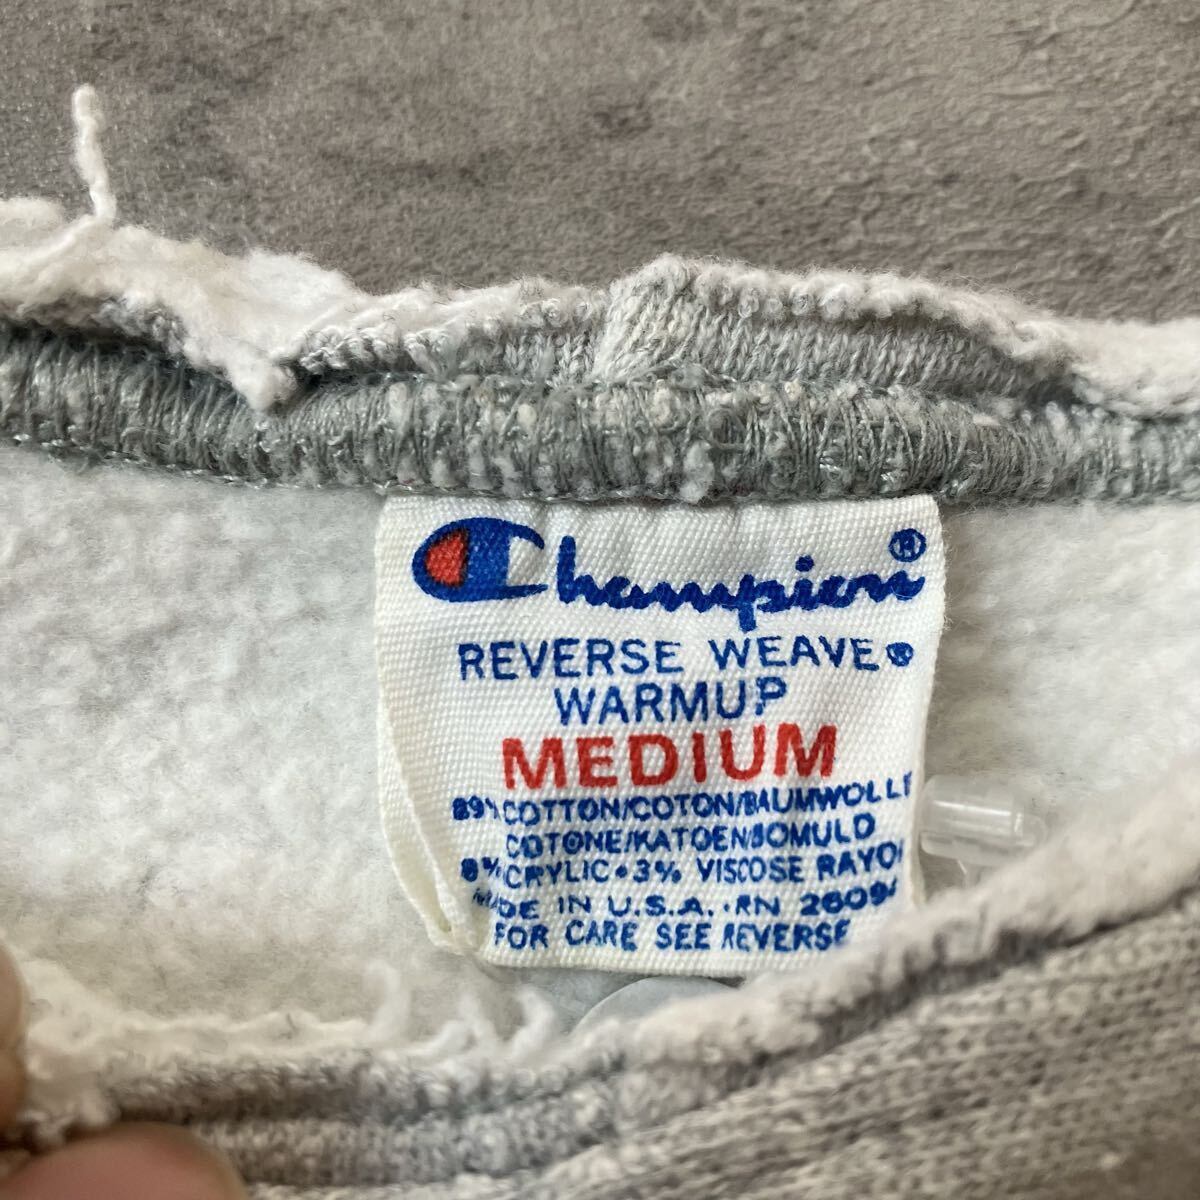 Champion®
REVERSE WEAVE®
WARMUP
MEDIUM
89% COTTON/COTON/BAUMWOLLE
COTONE/KATOEN/BOMULD
8% ACRYLIC•3% VISCOSE RAYON
MADE IN U.S.A. •RN 26094
FOR CARE SEE REVERSE